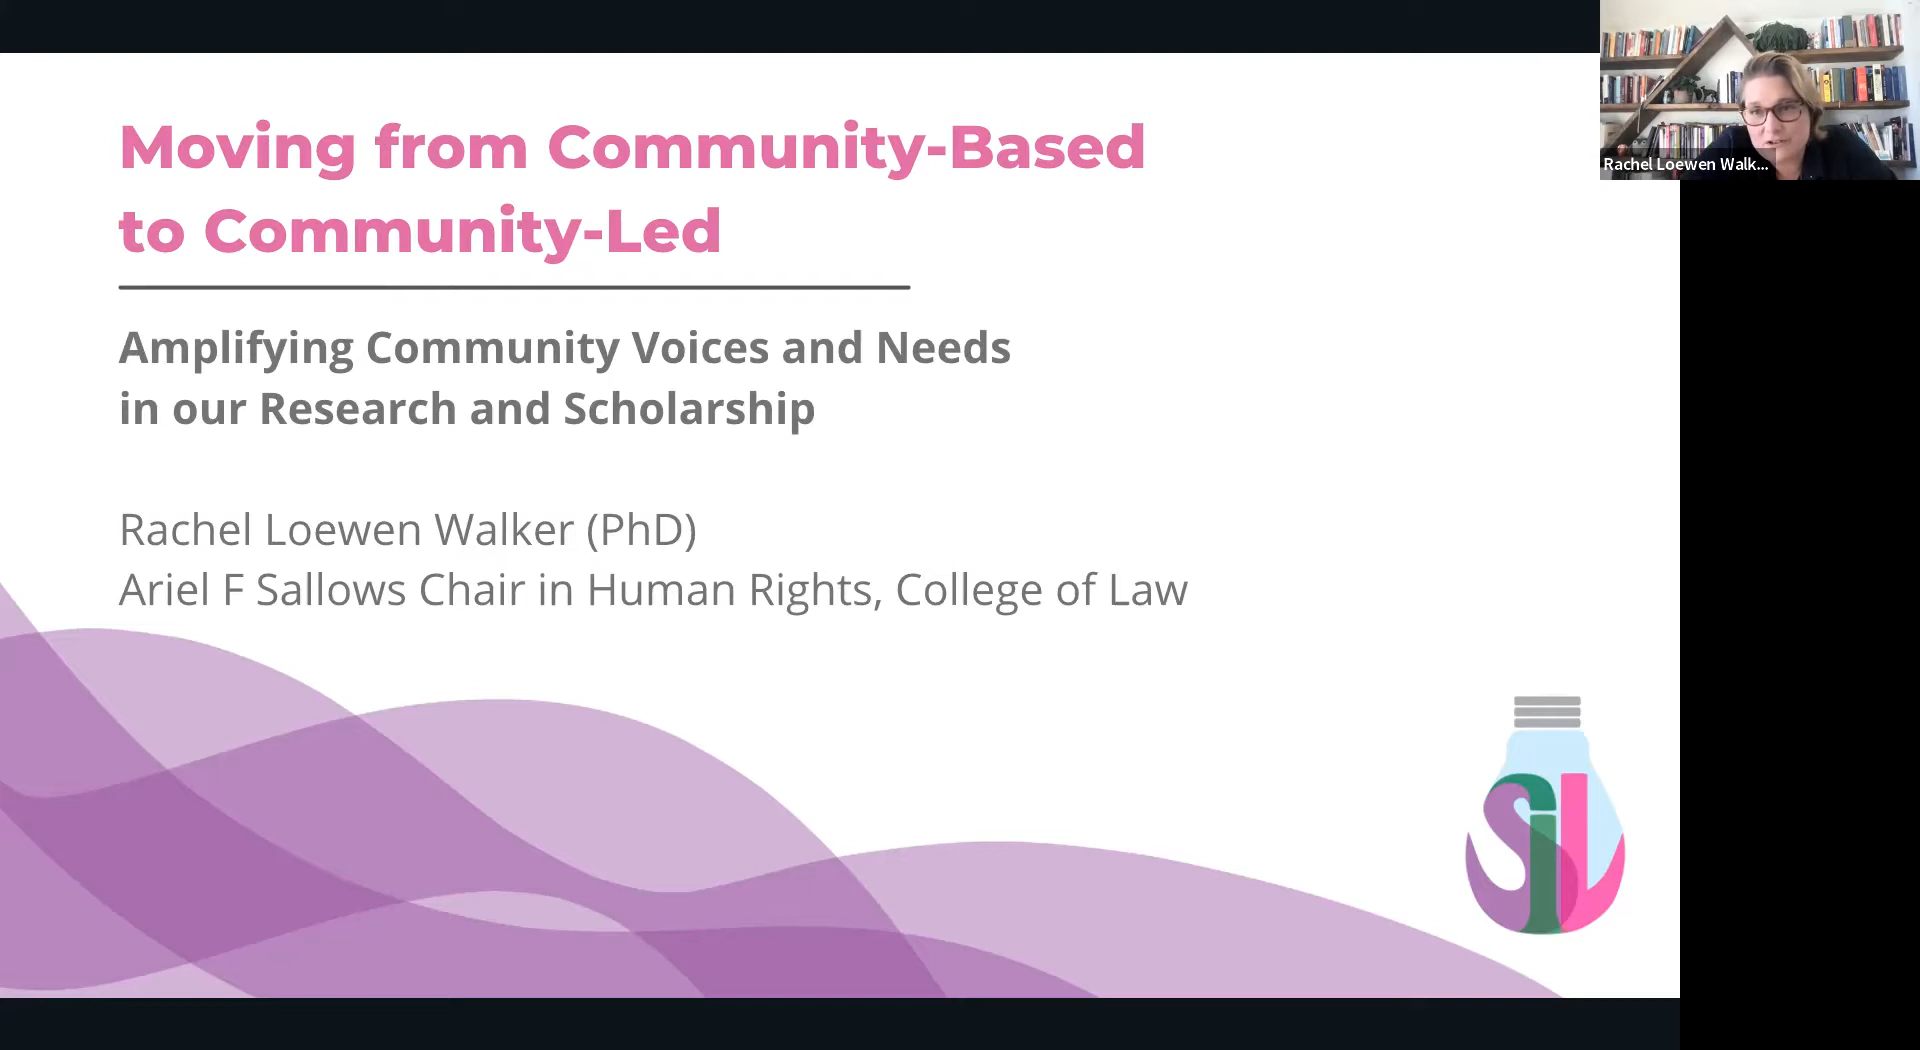 Moving from Community-Based
to Community-Led
Amplifying Community Voices and Needs
in our Research and Scholarship
Rachel Loewen Walker (PhD)
Ariel F Sallows Chair in Human Rights, College of Law
Rachel Loewen Walk...
SiL